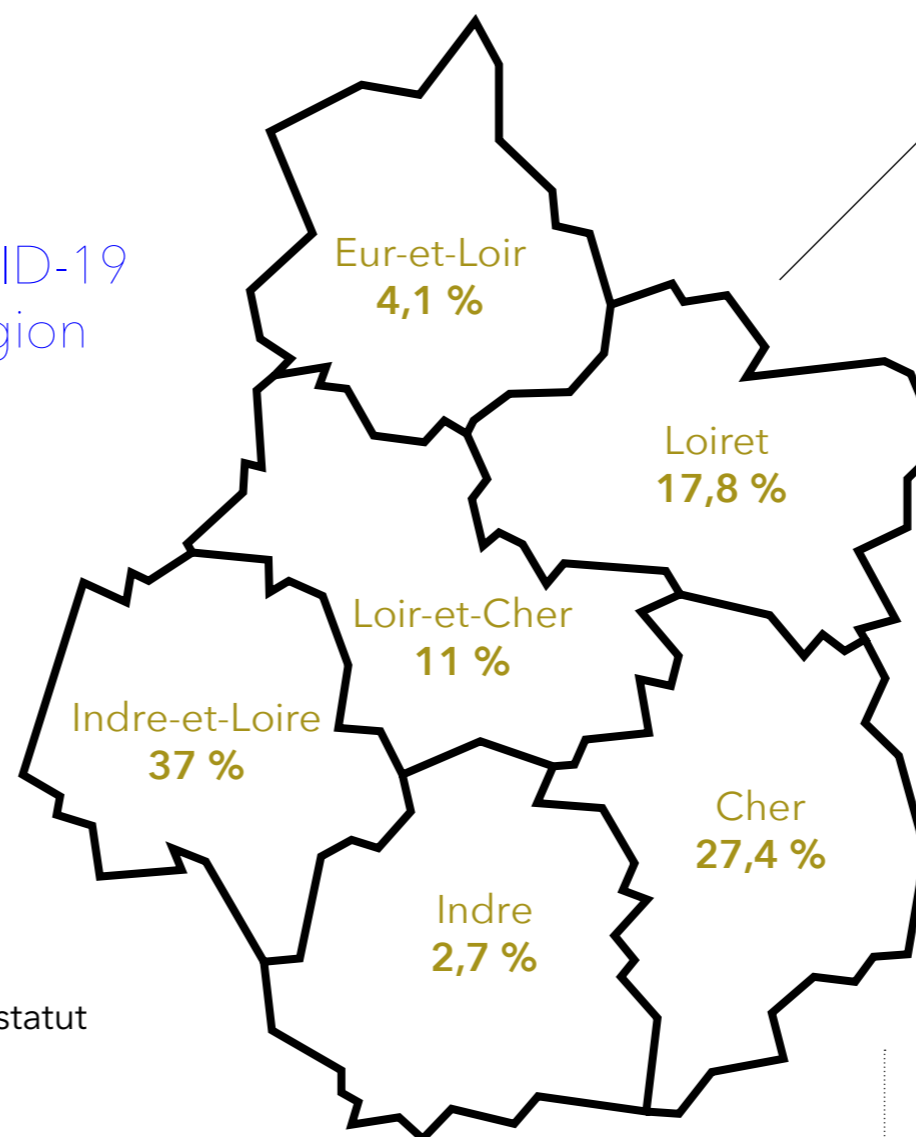 ID-19
gion
Eur-et-Loir
4,1 %
Loiret
17,8 %
Loir-et-Cher
11 %
Indre-et-Loire
37 %
Cher
27,4 %
Indre
2,7 %
statut